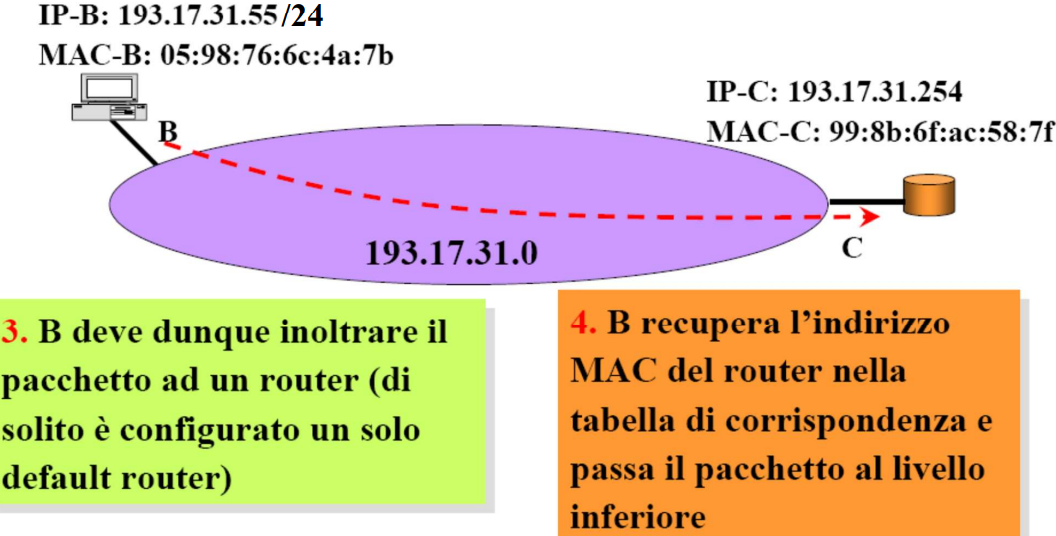 IP-B: 193.17.31.55/24
MAC-B: 05:98:76:6c:4a:7b
IP-C: 193.17.31.254
MAC-C: 99:8b:6f:ac:58:7f
B
193.17.31.0
C
3. B deve dunque inoltrare il
pacchetto ad un router (di
solito è configurato un solo
default router)
4. B recupera l’indirizzo
MAC del router nella
tabella di corrispondenza e
passa il pacchetto al livello
inferiore